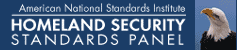 American National Standards Institute
HOMELAND SECURITY
STANDARDS PANEL